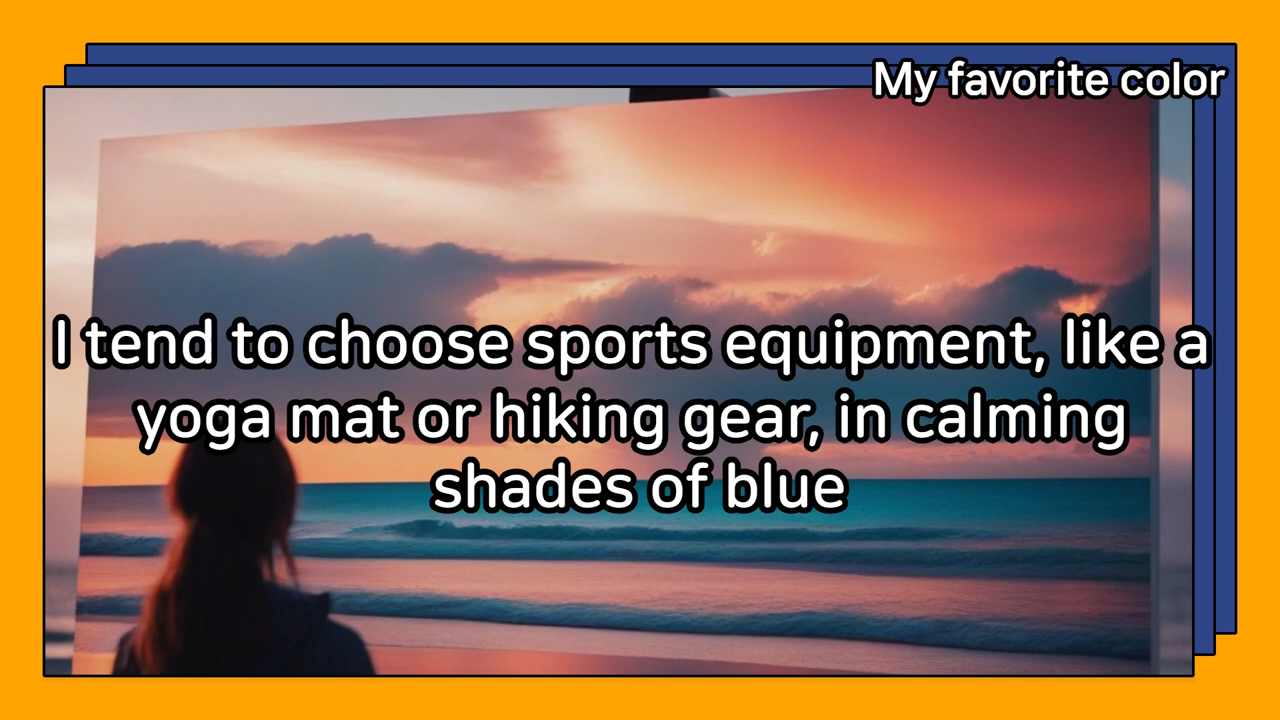 My favorite color
I tend to choose sports equipment, like a
yoga mat or hiking gear, in calming
shades of blue